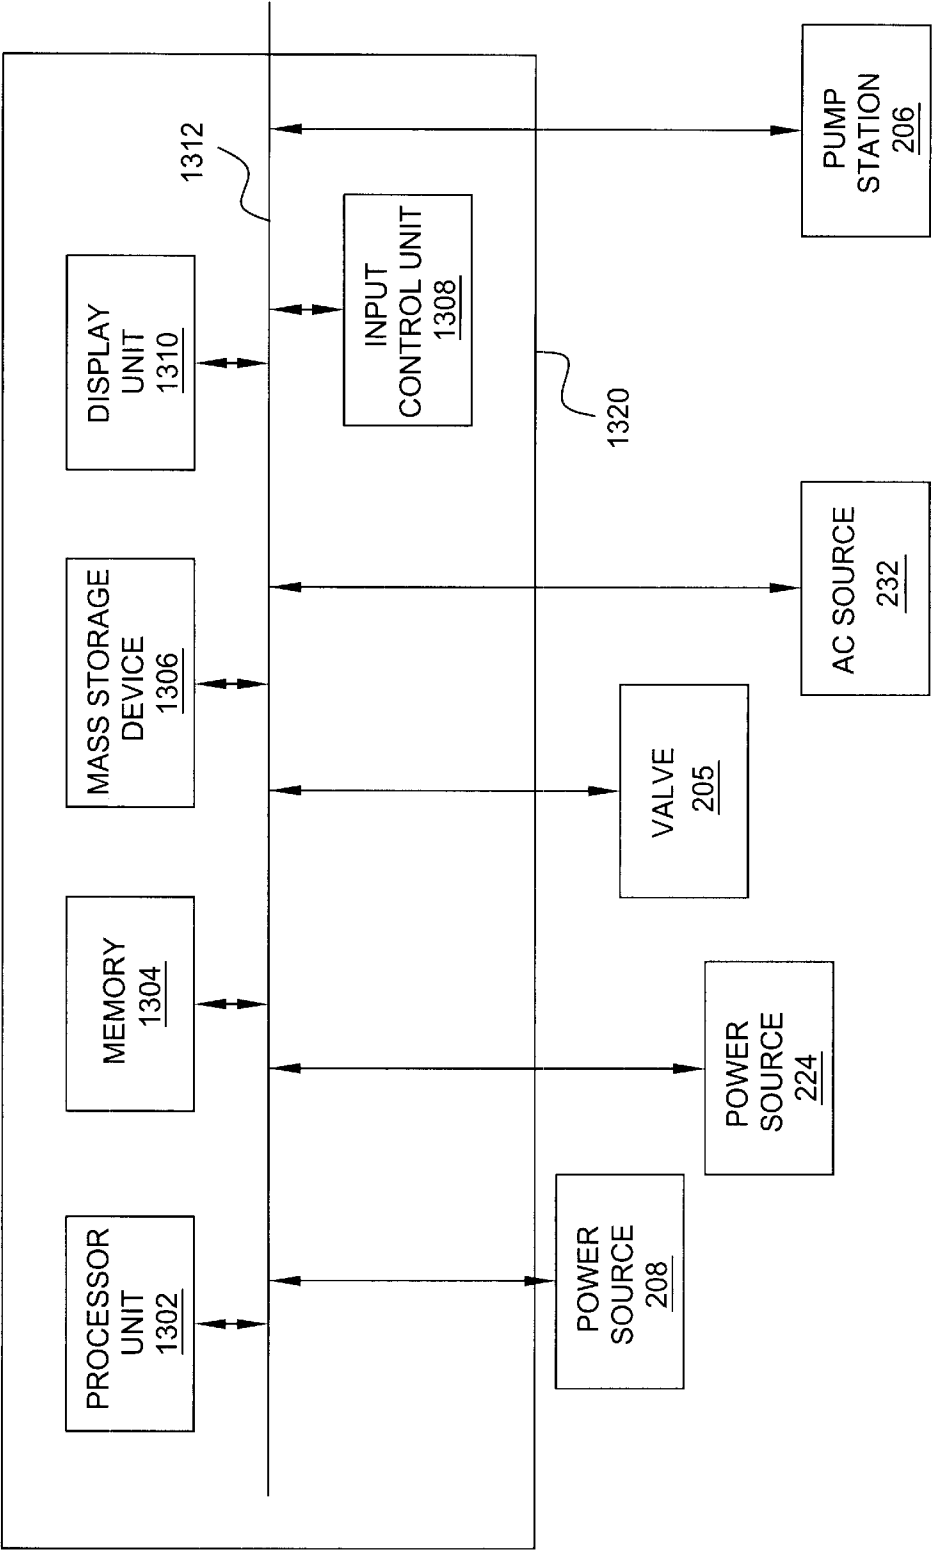 PROCESSOR
UNIT
1302
MEMORY
1304
MASS STORAGE
DEVICE
1306
DISPLAY
UNIT
1310
1312
INPUT
CONTROL UNIT
1308
1320
POWER
SOURCE
208
POWER
SOURCE
224
VALVE
205
AC SOURCE
232
PUMP
STATION
206